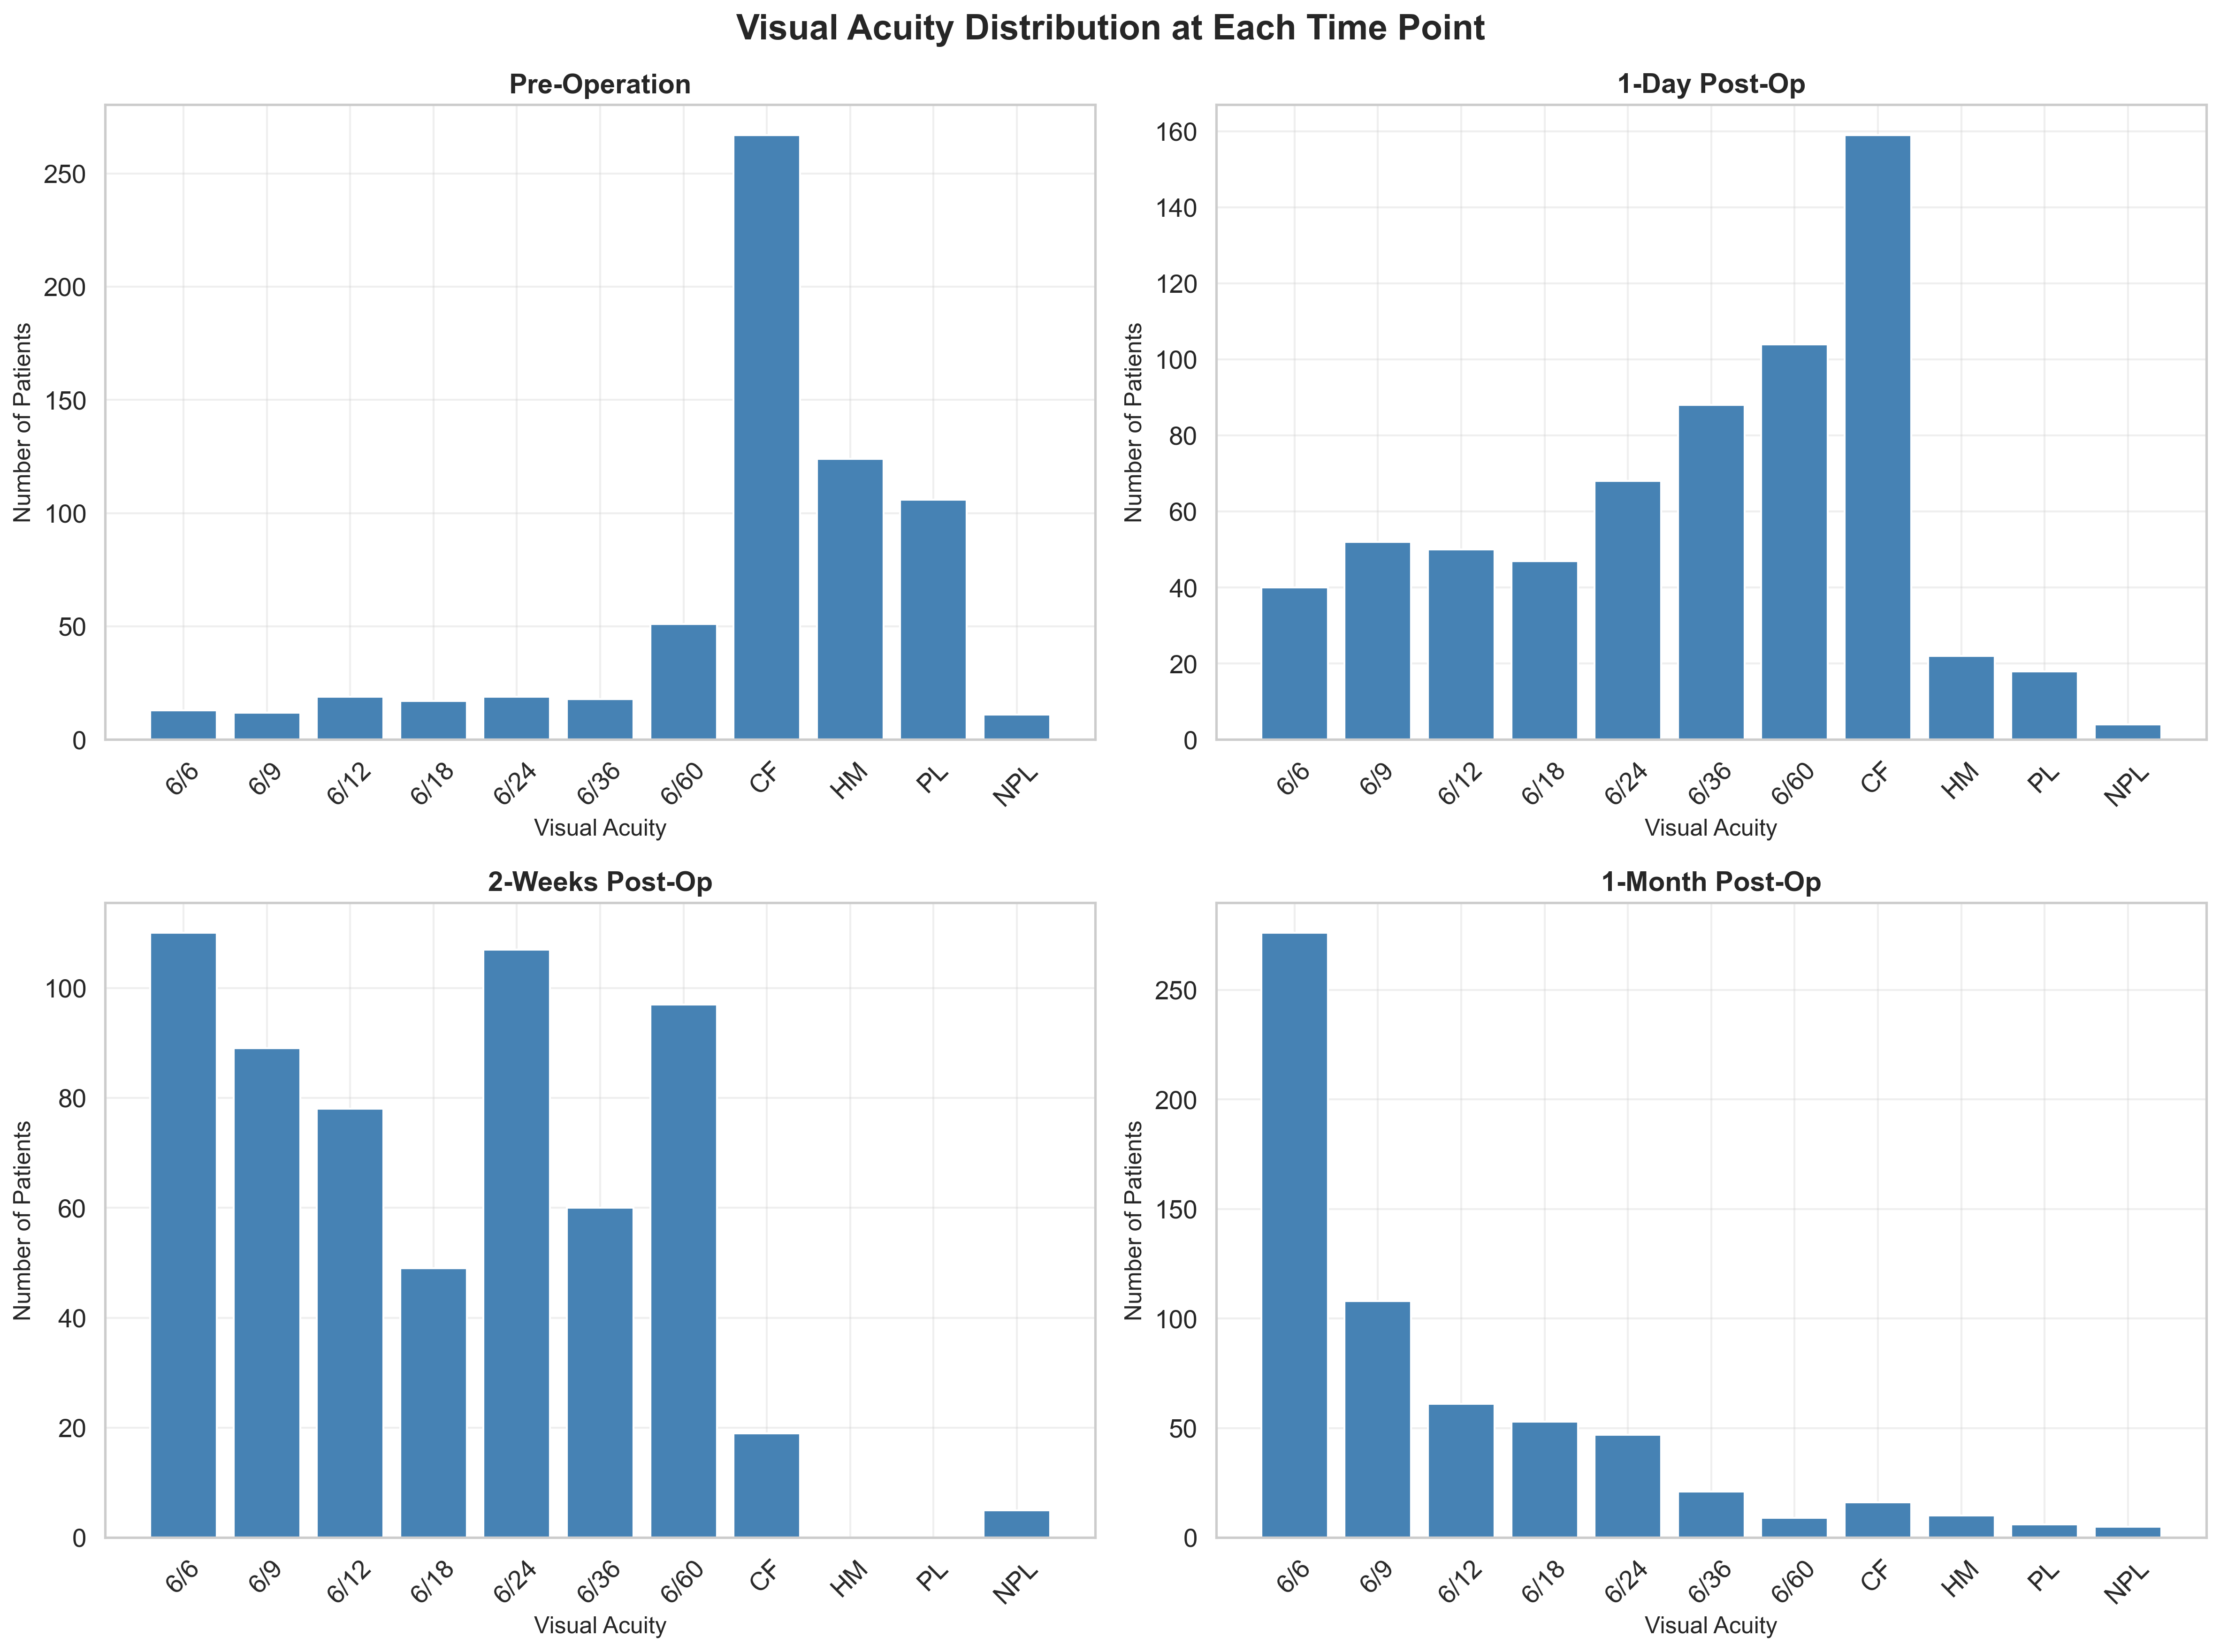 Visual Acuity Distribution at Each Time Point
Pre-Operation
Number of Patients
250
200
150
100
50
0
6/6 6/9 6/12 6/18 6/24 6/36 6/60 CF HM PL NPL
Visual Acuity
1-Day Post-Op
Number of Patients
160
140
120
100
80
60
40
20
0
6/6 6/9 6/12 6/18 6/24 6/36 6/60 CF HM PL NPL
Visual Acuity
2-Weeks Post-Op
Number of Patients
100
80
60
40
20
0
6/6 6/9 6/12 6/18 6/24 6/36 6/60 CF HM PL NPL
Visual Acuity
1-Month Post-Op
Number of Patients
250
200
150
100
50
0
6/6 6/9 6/12 6/18 6/24 6/36 6/60 CF HM PL NPL
Visual Acuity